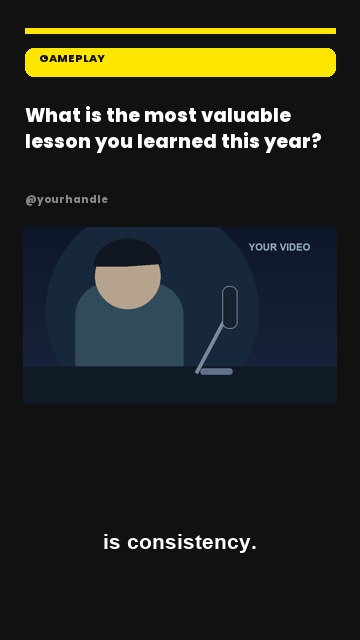 GAMEPLAY
What is the most valuable
lesson you learned this year?
@yourhandle
YOUR VIDEO
is consistency.